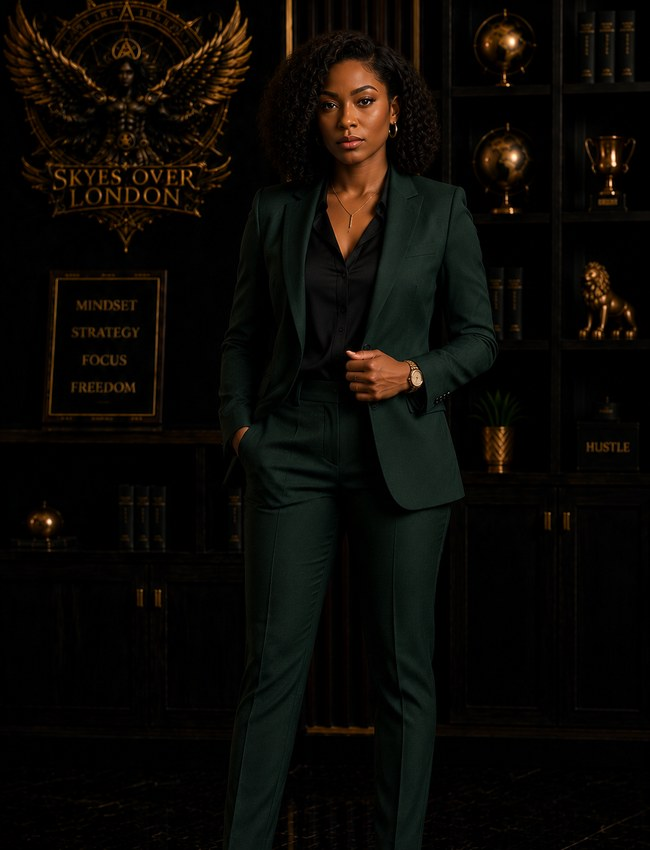 SKYES OVER
LONDON
MINDSET
STRATEGY
FOCUS
FREEDOM
HUSTLE